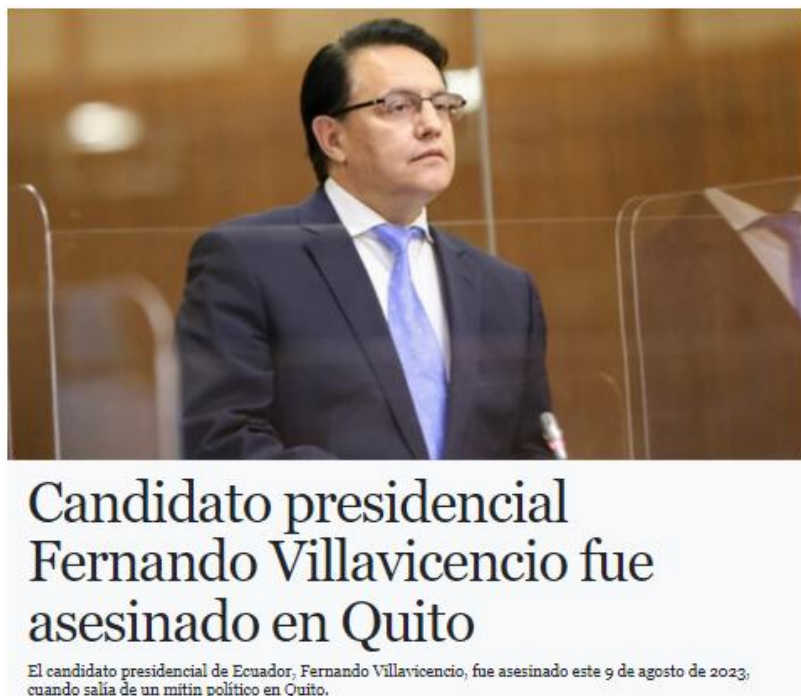 Candidato presidencial
Fernando Villavicencio fue
asesinado en Quito
El candidato presidencial de Ecuador, Fernando Villavicencio, fue asesinado este 9 de agosto de 2023,
cuando salía de un mitin político en Quito.